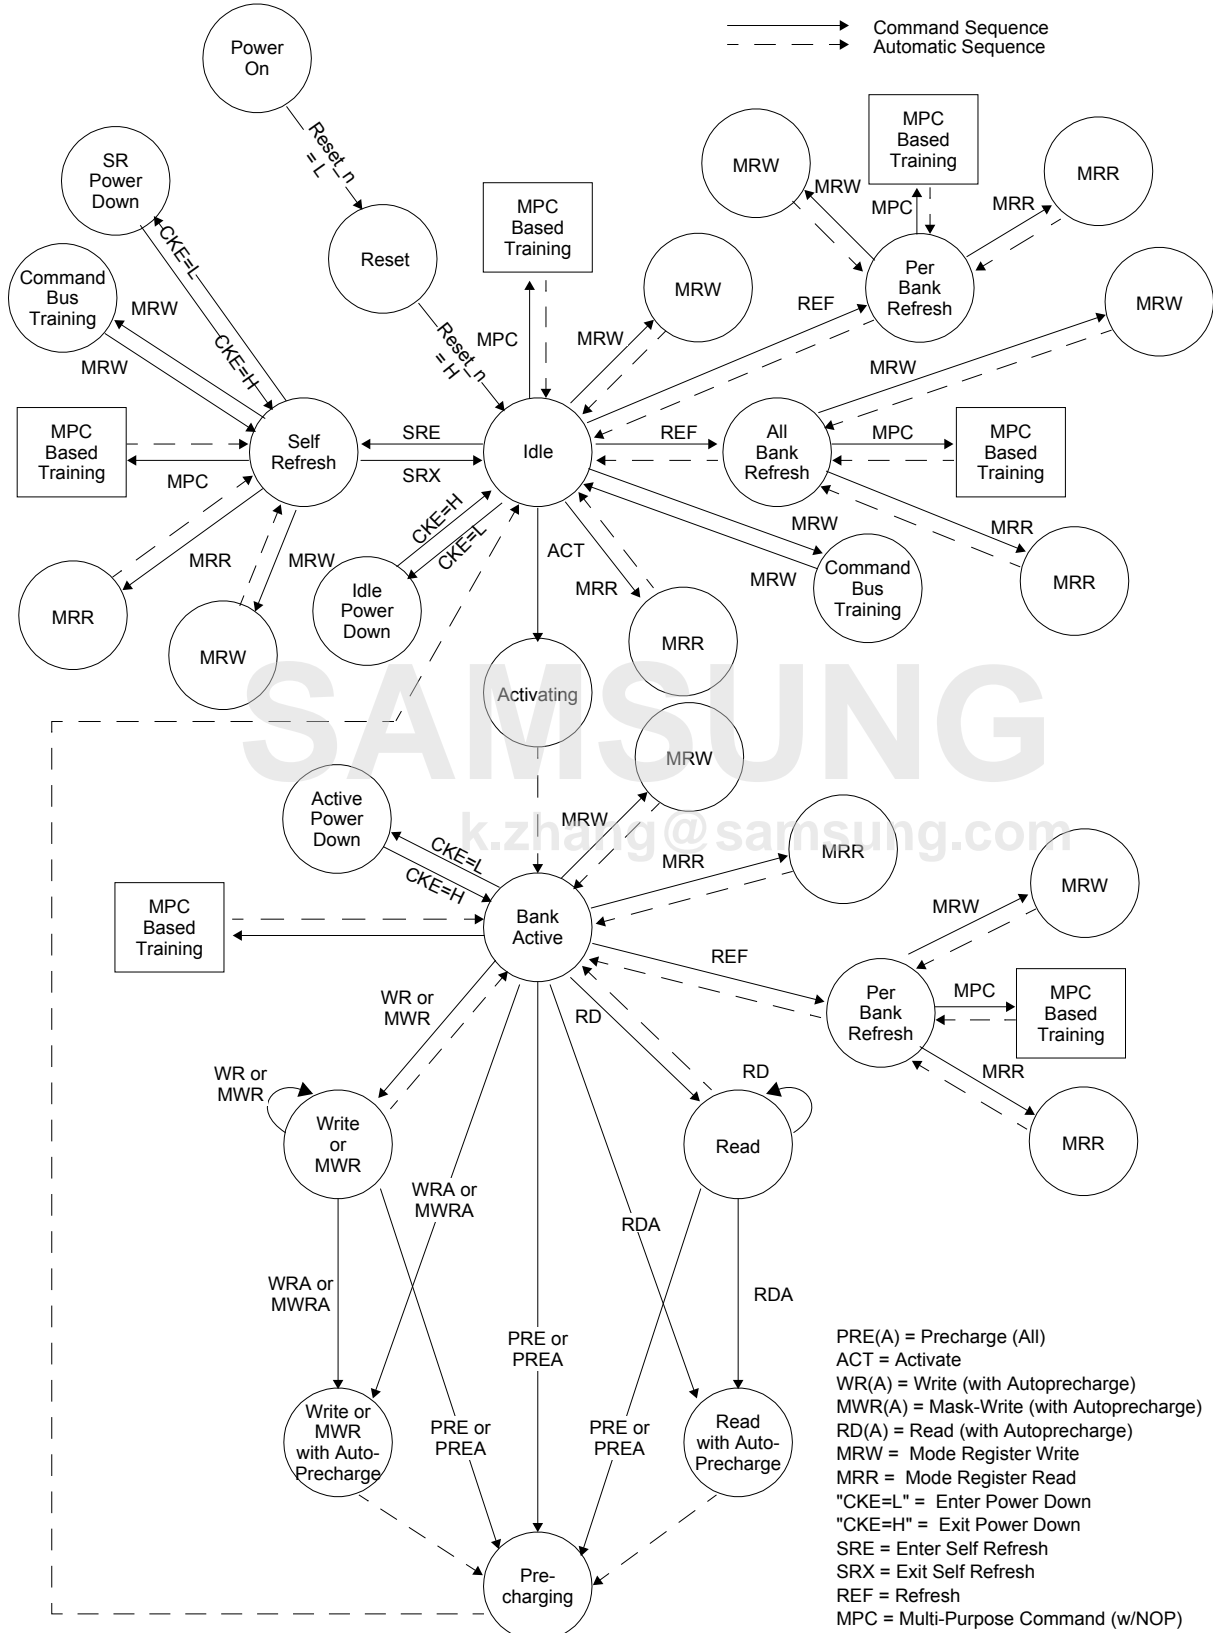 Command Sequence
Automatic Sequence
Power
On
Reset_n
= L
SR
Power
Down
CKE=L
CKE=H
Command
Bus
Training
MRW
MRW
Reset
Reset_n
= H
MPC
Based
Training
MPC
MRW
MRW
MRW
MRW
MPC
Based
Training
MPC
MRR
MRR
Per
Bank
Refresh
REF
MRW
MRW
MPC
Based
Training
MPC
Self
Refresh
SRE
SRX
Idle
REF
All
Bank
Refresh
MPC
MPC
Based
Training
MRR
MRR
MRR
MRR
MRW
MRW
CKE=H
CKE=L
Idle
Power
Down
ACT
MRR
MRR
MRW
MRW
Command
Bus
Training
Activating
SAMSUNG
k.zhang@samsung.com
MRW
MRW
Active
Power
Down
CKE=L
CKE=H
MRR
MRR
MPC
Based
Training
Bank
Active
REF
MRW
MRW
Per
Bank
Refresh
MPC
MPC
Based
Training
MRR
MRR
WR or
MWR
RD
WR or
MWR
RD
Write
or
MWR
Read
WRA or
MWRA
RDA
WRA or
MWRA
RDA
PRE or
PREA
PRE or
PREA
PRE or
PREA
Write or
MWR
with Auto-
Precharge
Read
with Auto-
Precharge
Pre-
charging
PRE(A) = Precharge (All)
ACT = Activate
WR(A) = Write (with Autoprecharge)
MWR(A) = Mask-Write (with Autoprecharge)
RD(A) = Read (with Autoprecharge)
MRW =  Mode Register Write
MRR =  Mode Register Read
"CKE=L" =  Enter Power Down
"CKE=H" =  Exit Power Down
SRE = Enter Self Refresh
SRX = Exit Self Refresh
REF = Refresh
MPC = Multi-Purpose Command (w/NOP)